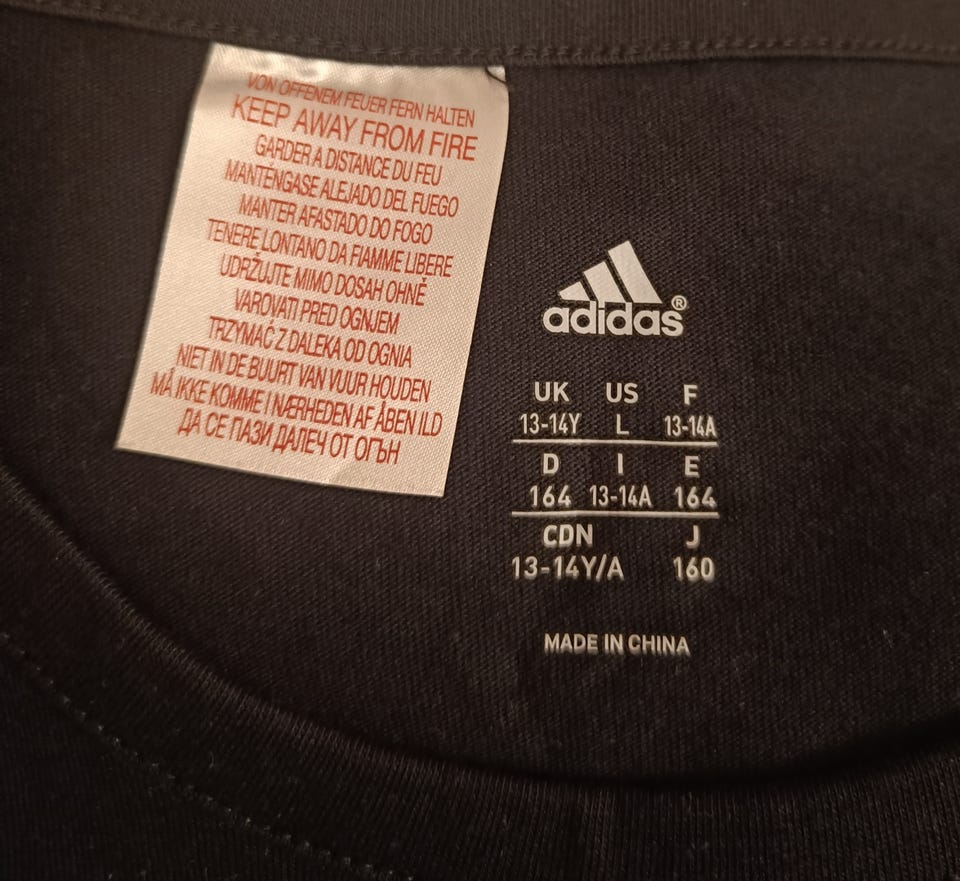 VON OFFENEM FEUER FERN HALTEN
KEEP AWAY FROM FIRE
GARDER A DISTANCE DU FEU
MANTÉNGASE ALEJADO DEL FUEGO
MANTER AFASTADO DO FOGO
TENERE LONTANO DA FIAMME LIBERE
UDRŽUJTE MIMO DOSAH OHNĚ
VAROVATI PRED OGNJEM
TRZYMAĆ Z DALEKA OD OGNIA
NIET IN DE BUURT VAN VUUR HOUDEN
MÅ IKKE KOMME I NÆRHEDEN AF ÅBEN ILD
ДА СЕ ПАЗИ ДАЛЕЧ ОТ ОГЪН
adidas®
UK US F
13-14Y L 13-14A
D I E
164 13-14A 164
CDN J
13-14Y/A 160
MADE IN CHINA